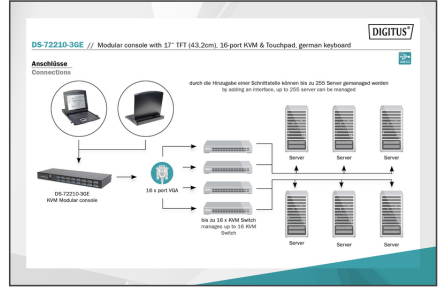 DIGITUS®
DS-72210-3GE // Modular console with 17" TFT (43,2cm), 16-port KVM & Touchpad, german keyboard
Anschlüsse
Connections
durch die Hinzugabe einer Schnittstelle können bis zu 255 Server gemanaged werden
by adding an interface, up to 255 server can be managed
Server
Server
Server
16 x port VGA
DS-72210-3GE
KVM Modular console
bis zu 16 x KVM Switch
manages up to 16 KVM
Switch
Server
Server
Server